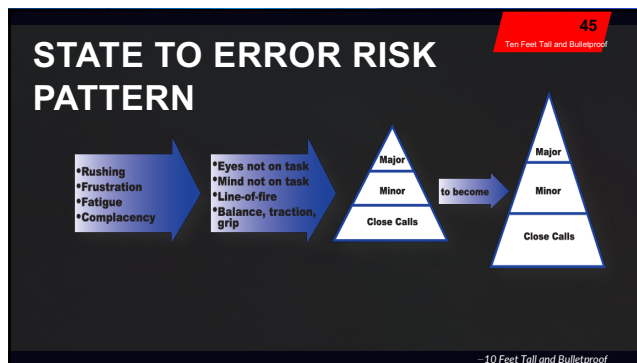 45
Ten Feet Tall and Bulletproof
STATE TO ERROR RISK
PATTERN
•Rushing
•Frustration
•Fatigue
•Complacency
•Eyes not on task
•Mind not on task
•Line-of-fire
•Balance, traction,
grip
Major
Minor
Close Calls
to become
Major
Minor
Close Calls
–10 Feet Tall and Bulletproof